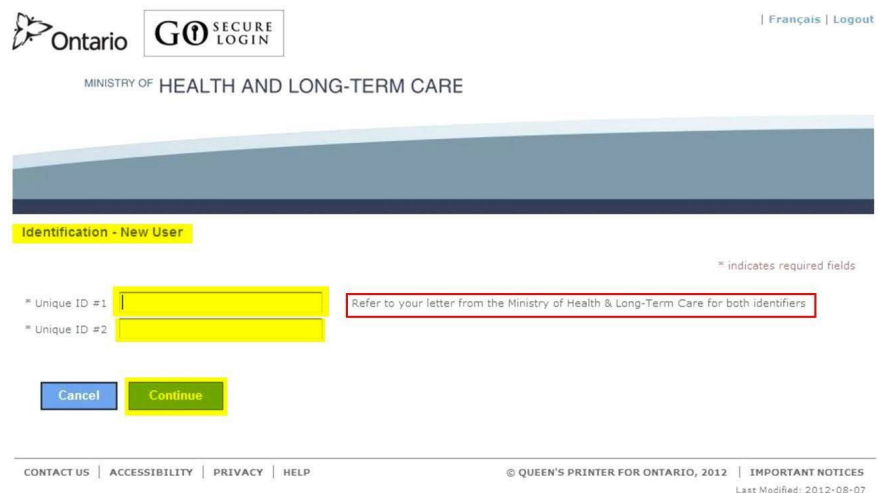 Ontario GO SECURE LOGIN | Français | Logout
MINISTRY OF HEALTH AND LONG-TERM CARE
Identification - New User
* indicates required fields
* Unique ID #1 Refer to your letter from the Ministry of Health & Long-Term Care for both identifiers
* Unique ID #2
Cancel Continue
CONTACT US | ACCESSIBILITY | PRIVACY | HELP © QUEEN'S PRINTER FOR ONTARIO, 2012 | IMPORTANT NOTICES
Last Modified: 2012-08-07